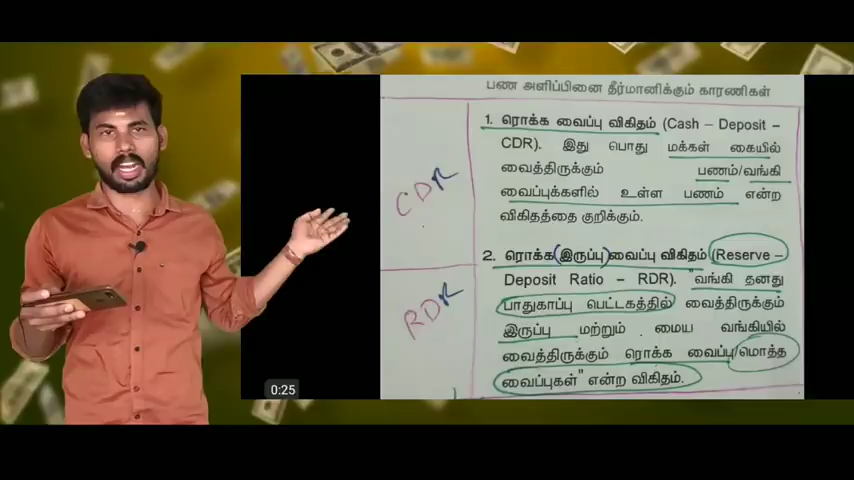 பண அளிப்பினை தீர்மானிக்கும் காரணிகள்
1. ரொக்க வைப்பு விகிதம் (Cash – Deposit –
CDR). இது பொது மக்கள் கையில்
வைத்திருக்கும் பணம்/வங்கி
வைப்புக்களில் உள்ள பணம் என்ற
விகிதத்தை குறிக்கும்.
CDR
2. ரொக்க (இருப்பு) வைப்பு விகிதம் (Reserve –
Deposit Ratio – RDR). "வங்கி தனது
பாதுகாப்பு பெட்டகத்தில் வைத்திருக்கும்
இருப்பு மற்றும் மைய வங்கியில்
வைத்திருக்கும் ரொக்க வைப்பு/மொத்த
வைப்புகள்" என்ற விகிதம்.
RDR
0:25